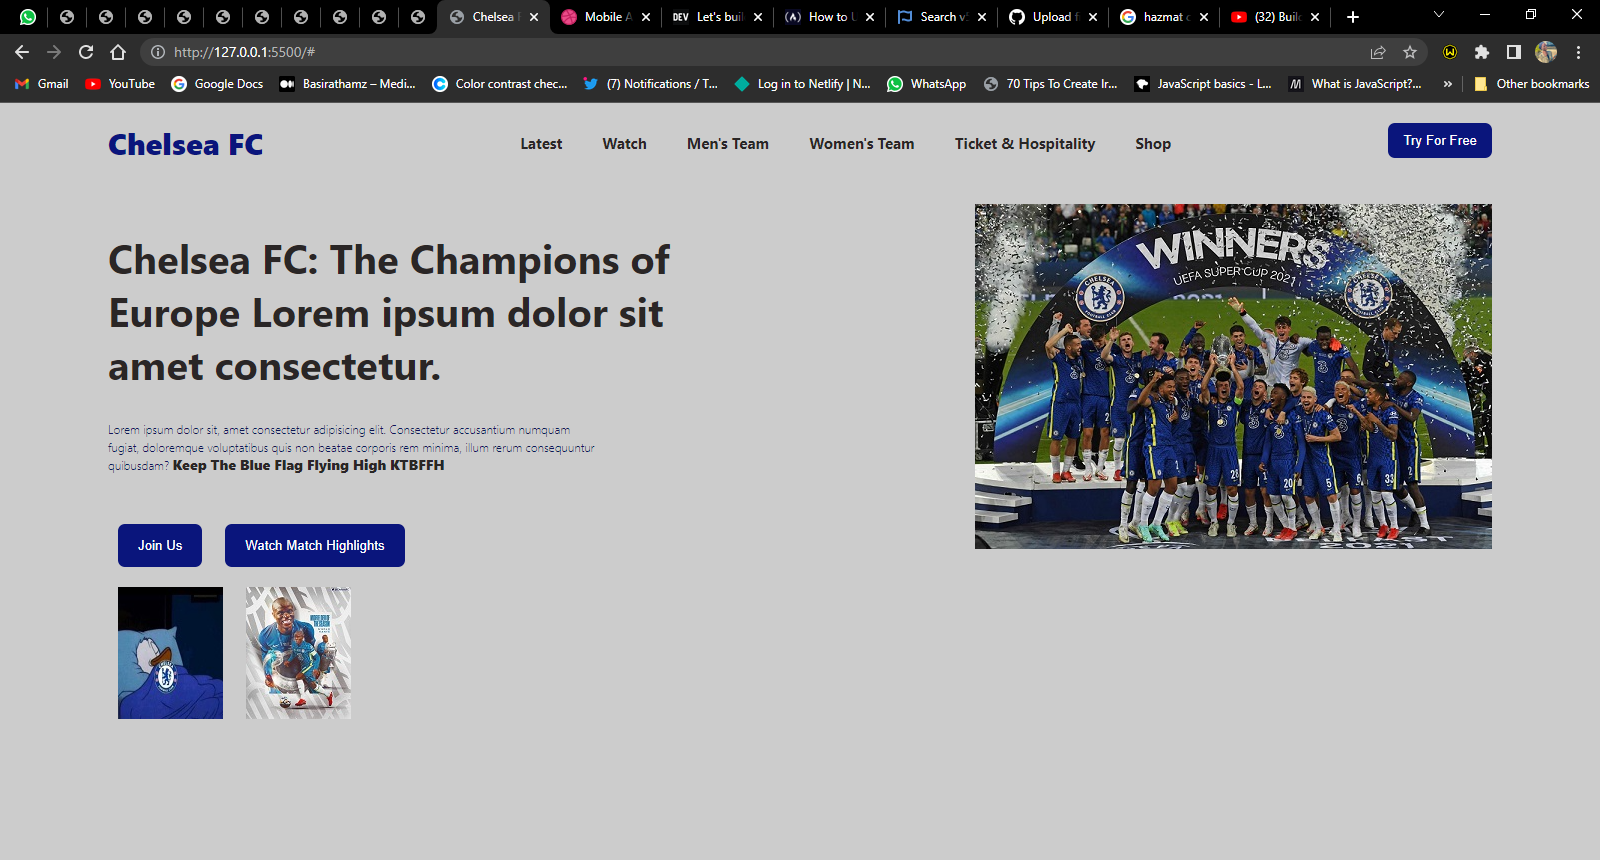 Chelsea F
Mobile A
DEV Let's bui
How to U
Search v
Upload f
hazmat c
(32) Buil
http://127.0.0.1:5500/#
Gmail
YouTube
Google Docs
Basirathamz – Medi...
Color contrast chec...
(7) Notifications / T...
Log in to Netlify | N...
WhatsApp
70 Tips To Create Ir...
JavaScript basics - L...
What is JavaScript?...
»
Other bookmarks
Chelsea FC
Latest
Watch
Men's Team
Women's Team
Ticket & Hospitality
Shop
Try For Free
Chelsea FC: The Champions of
Europe Lorem ipsum dolor sit
amet consectetur.
Lorem ipsum dolor sit, amet consectetur adipisicing elit. Consectetur accusantium numquam
fugiat, doloremque voluptatibus quis non beatae corporis rem minima, illum rerum consequuntur
quibusdam? Keep The Blue Flag Flying High KTBFFH
Join Us
Watch Match Highlights
WINNERS
UEFA SUPER CUP 2021